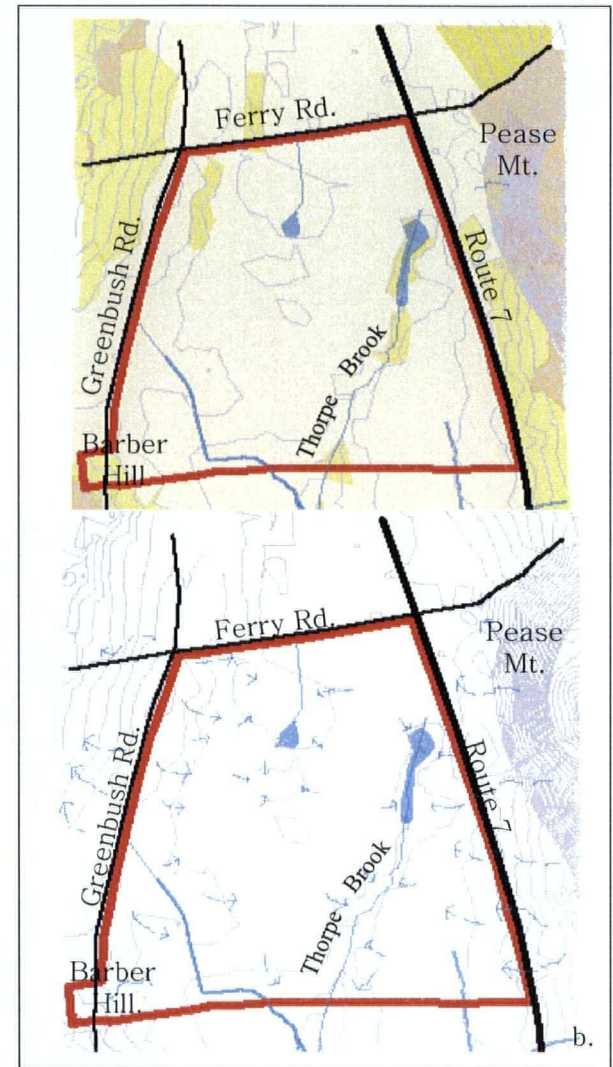 Ferry Rd.
Pease
Mt.
Greenbush Rd.
Route 7
Thorpe Brook
Barber
Hill
Ferry Rd.
Pease
Mt.
Greenbush Rd.
Route 7
Thorpe Brook
Barber
Hill.
b.